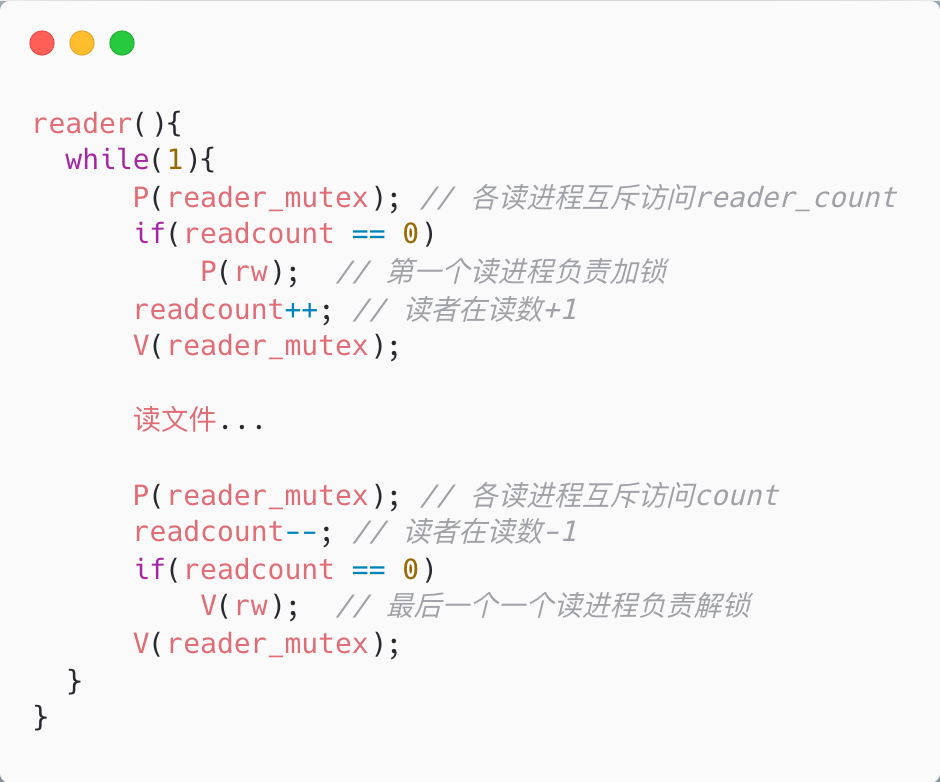 reader(){
  while(1){
      P(reader_mutex); // 各读进程互斥访问reader_count
      if(readcount == 0)
          P(rw);  // 第一个读进程负责加锁
      readcount++; // 读者在读数+1
      V(reader_mutex);

      读文件...

      P(reader_mutex); // 各读进程互斥访问count
      readcount--; // 读者在读数-1
      if(readcount == 0)
          V(rw);  // 最后一个一个读进程负责解锁
      V(reader_mutex);
  }
}